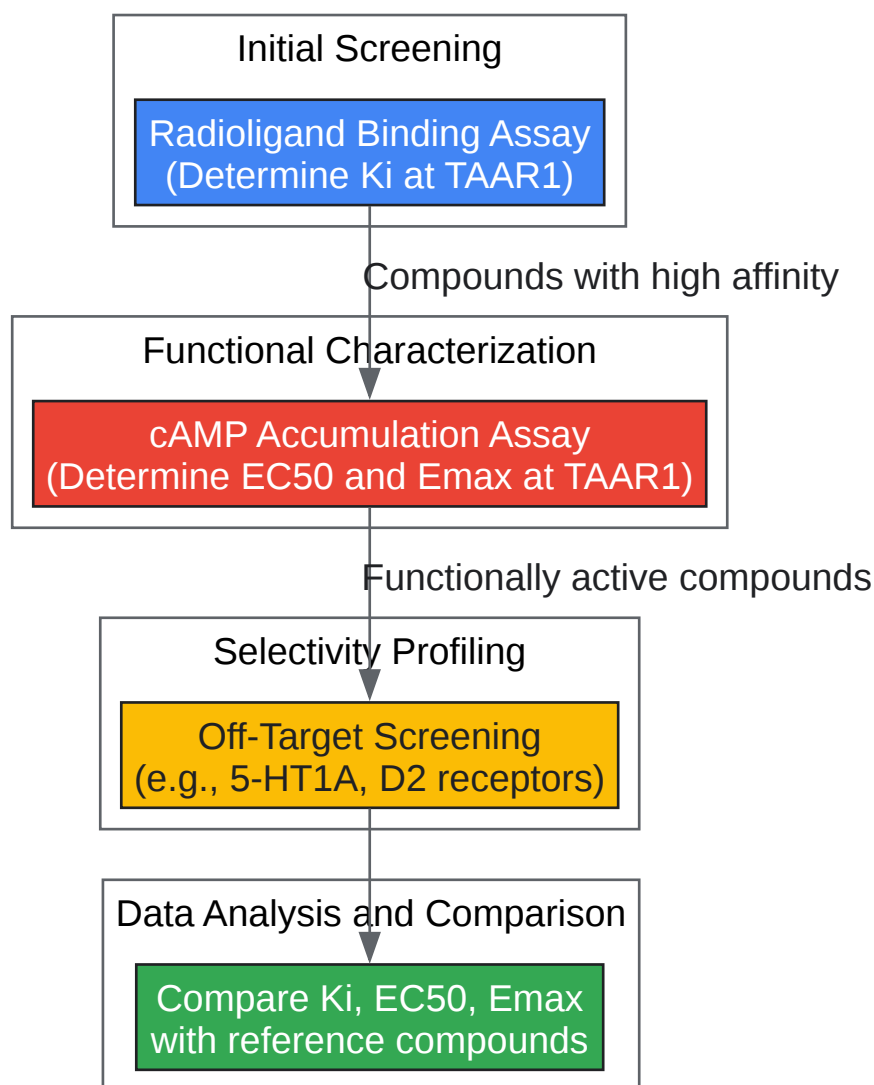 Initial Screening
Radioligand Binding Assay
(Determine Ki at TAAR1)
Compounds with high affinity
Functional Characterization
cAMP Accumulation Assay
(Determine EC50 and Emax at TAAR1)
Functionally active compounds
Selectivity Profiling
Off-Target Screening
(e.g., 5-HT1A, D2 receptors)
Data Analysis and Comparison
Compare Ki, EC50, Emax
with reference compounds